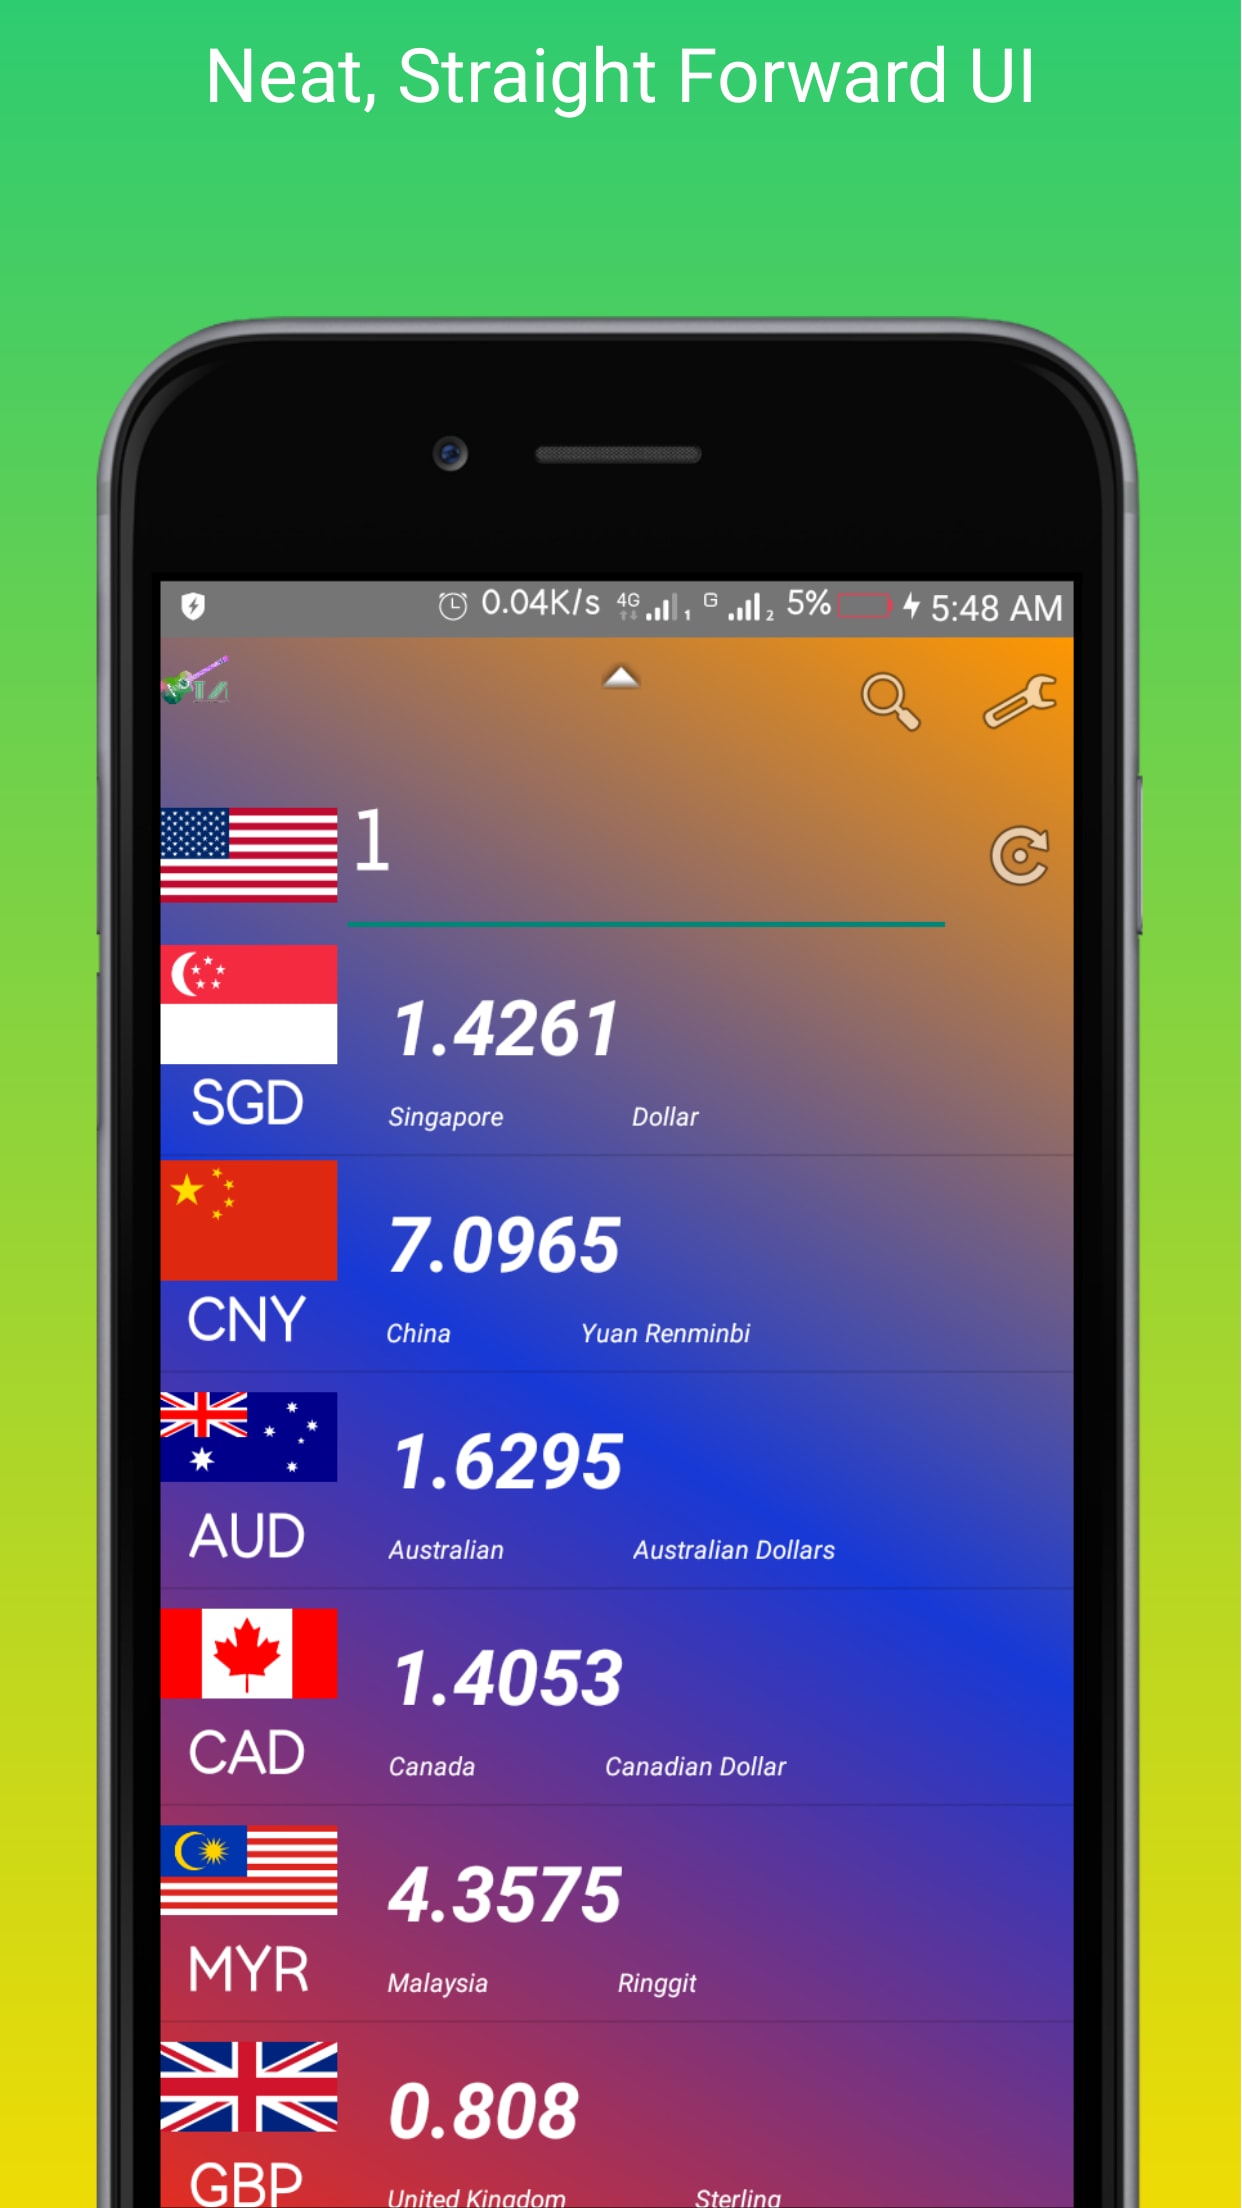 Neat, Straight Forward UI
0.04K/s 4G 1 G 2 5% 5:48 AM
1
1.4261
SGD
Singapore Dollar
7.0965
CNY
China Yuan Renminbi
1.6295
AUD
Australian Australian Dollars
1.4053
CAD
Canada Canadian Dollar
4.3575
MYR
Malaysia Ringgit
0.808
GBP
United Kingdom Sterling